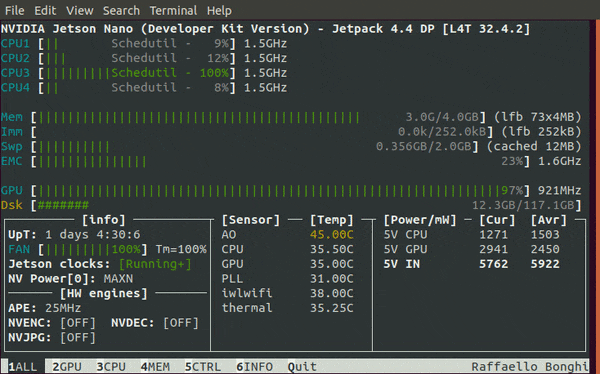 File Edit View Search Terminal Help
NVIDIA Jetson Nano (Developer Kit Version) - Jetpack 4.4 DP [L4T 32.4.2]
CPU1 [|| Schedutil - 9%] 1.5GHz
CPU2 [||| Schedutil - 12%] 1.5GHz
CPU3 [||||||||||Schedutil - 100%] 1.5GHz
CPU4 [|| Schedutil - 8%] 1.5GHz
Mem [||||||||||||||||||||||||||||||||||||||||||||| 3.0G/4.0GB] (lfb 73x4MB)
Imm [ 0.0k/252.0kB] (lfb 252kB)
Swp [|||||||||| 0.356GB/2.0GB] (cached 12MB)
EMC [||||||||||||||| 23%] 1.6GHz
GPU [||||||||||||||||||||||||||||||||||||||||||||||||||||||||||||||||97%] 921MHz
Dsk [####### 12.3GB/117.1GB]
[info] [Sensor] [Temp] [Power/mW] [Cur] [Avr]
UpT: 1 days 4:30:6 AO 45.00C 5V CPU 1271 1503
FAN [|||||||||100%] Tm=100% CPU 35.50C 5V GPU 2941 2450
Jetson clocks: [Running+] GPU 35.00C 5V IN 5762 5922
NV Power[0]: MAXN PLL 31.00C
[HW engines] iwlwifi 38.00C
APE: 25MHz thermal 35.25C
NVENC: [OFF] NVDEC: [OFF]
NVJPG: [OFF]
1ALL 2GPU 3CPU 4MEM 5CTRL 6INFO Quit Raffaello Bonghi